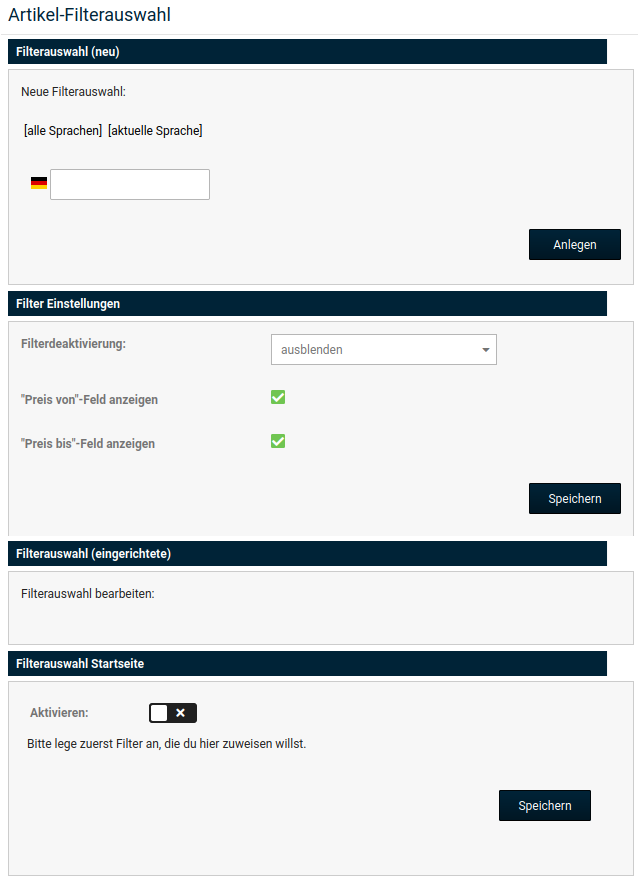 Artikel-Filterauswahl
Filterauswahl (neu)
Neue Filterauswahl:
[alle Sprachen] [aktuelle Sprache]
Anlegen
Filter Einstellungen
Filterdeaktivierung:
ausblenden
"Preis von"-Feld anzeigen
"Preis bis"-Feld anzeigen
Speichern
Filterauswahl (eingerichtete)
Filterauswahl bearbeiten:
Filterauswahl Startseite
Aktivieren:
Bitte lege zuerst Filter an, die du hier zuweisen willst.
Speichern